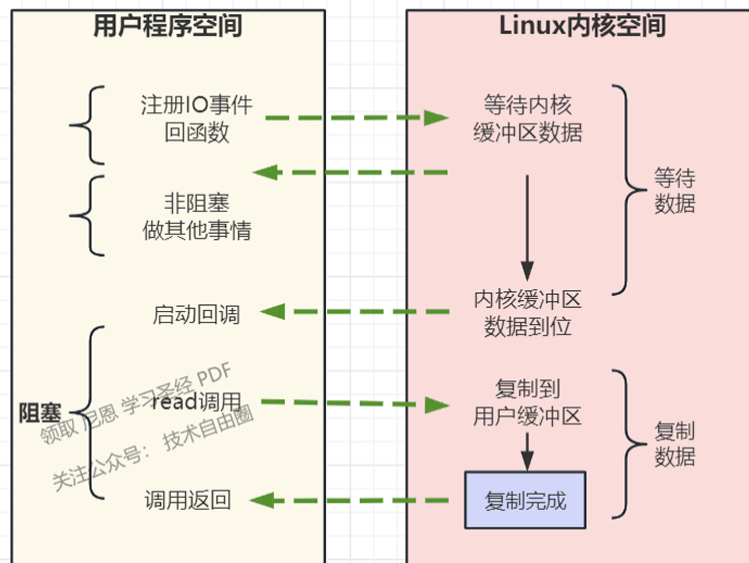 用户程序空间
Linux内核空间
注册IO事件
回函数
等待内核
缓冲区数据
等待
数据
非阻塞
做其他事情
启动回调
内核缓冲区
数据到位
阻塞
read调用
复制到
用户缓冲区
复制
数据
调用返回
复制完成
领取 尼恩 学习圣经 PDF
关注公众号： 技术自由圈